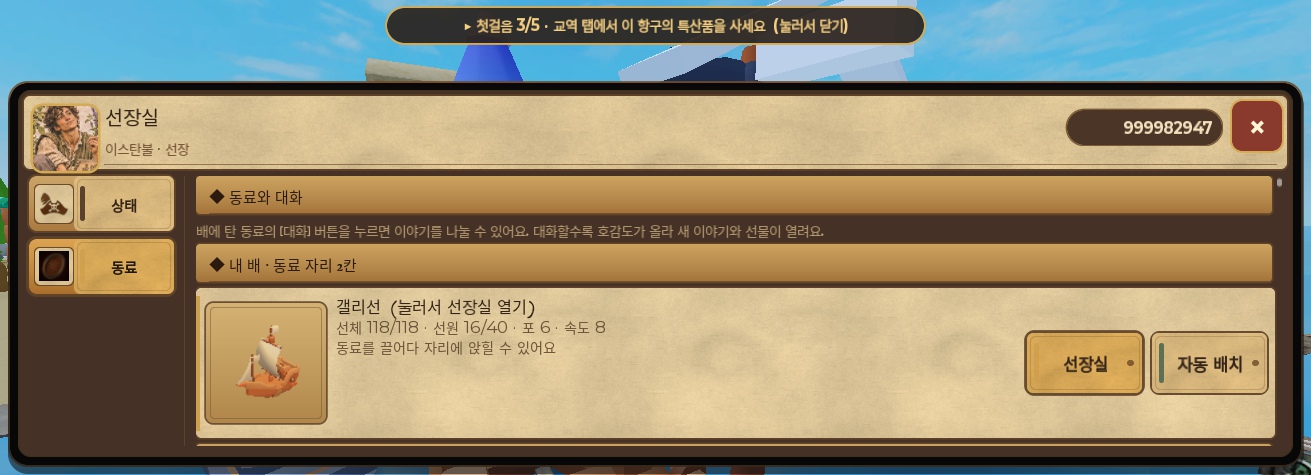 ▸ 첫걸음 3/5 · 교역 탭에서 이 항구의 특산품을 사세요 (눌러서 닫기)
선장실
이스탄불 · 선장
999982947
×
상태
동료
◆ 동료와 대화
배에 탄 동료의 [대화] 버튼을 누르면 이야기를 나눌 수 있어요. 대화할수록 호감도가 올라 새 이야기와 선물이 열려요.
◆ 내 배 · 동료 자리 2칸
갤리선 (눌러서 선장실 열기)
선체 118/118 · 선원 16/40 · 포 6 · 속도 8
동료를 끌어다 자리에 앉힐 수 있어요
선장실
자동 배치